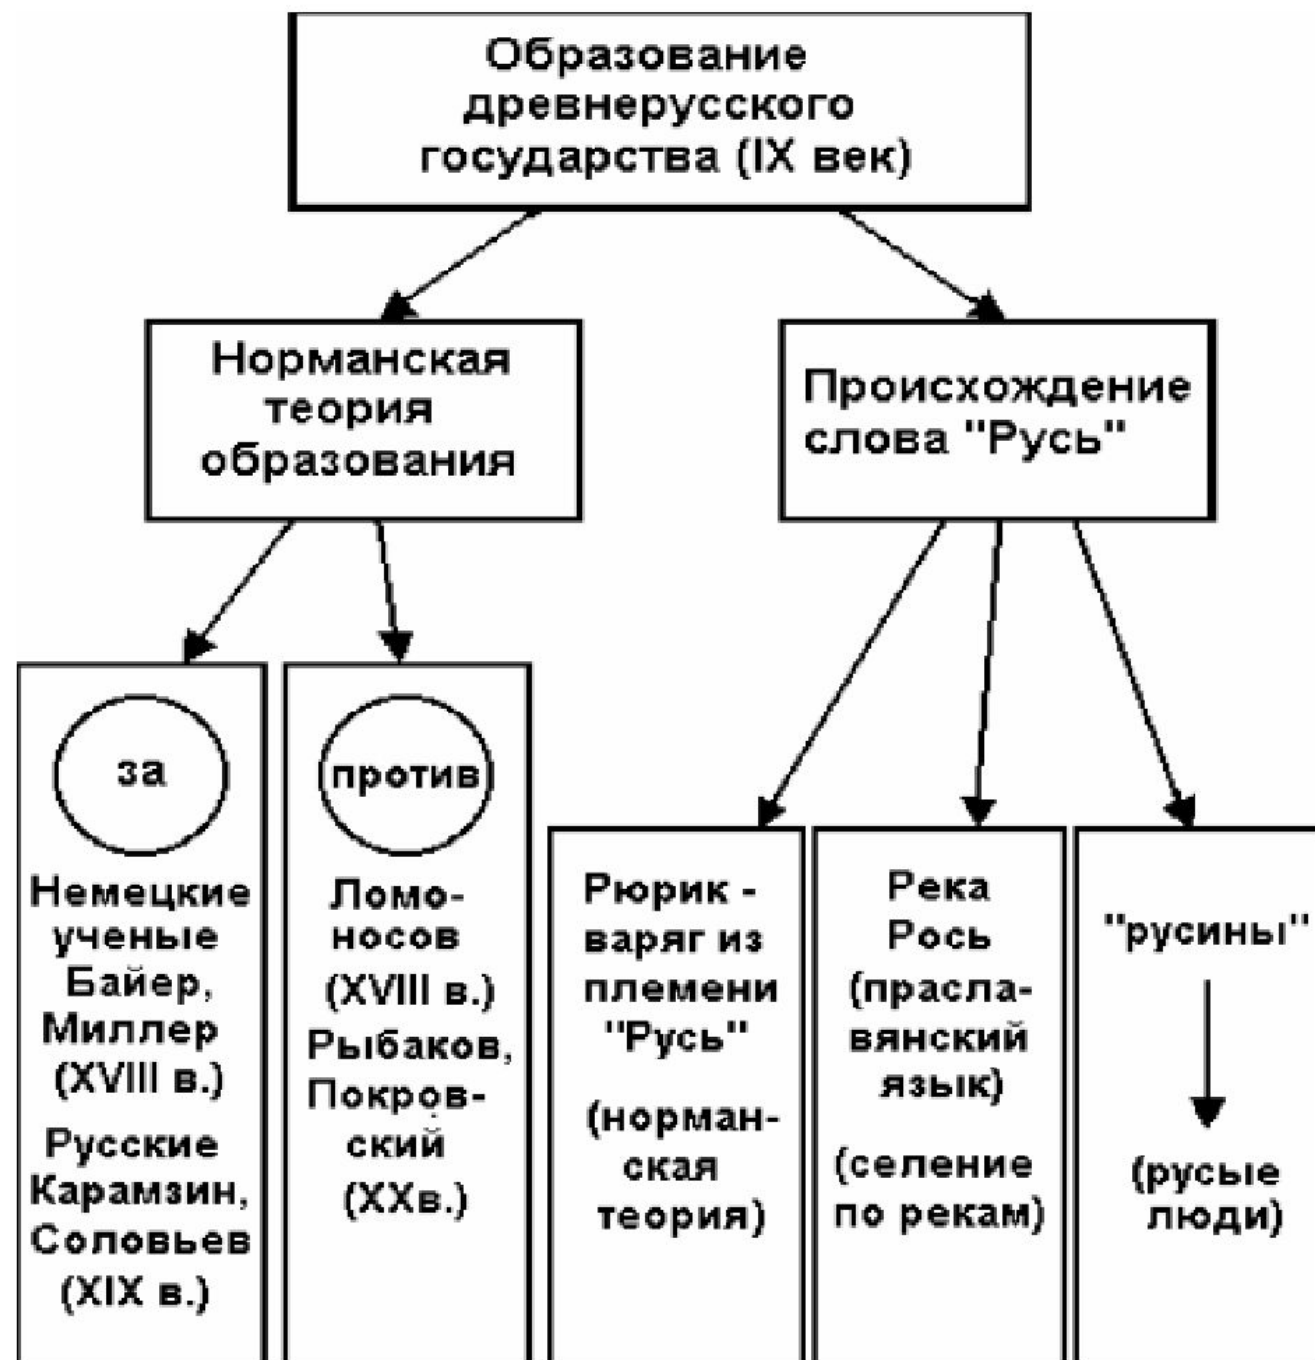 Образование
древнерусского
государства (IX век)
Норманская
теория
образования
Происхождение
слова "Русь"
за
Немецкие
ученые
Байер,
Миллер
(XVIII в.)
Русские
Карамзин,
Соловьев
(XIX в.)
против
Ломо-
носов
(XVIII в.)
Рыбаков,
Покров-
ский
(XXв.)
Рюрик -
варяг из
племени
"Русь"
(норман-
ская
теория)
Река
Рось
(прасла-
вянский
язык)
(селение
по рекам)
"русины"
(русые
люди)